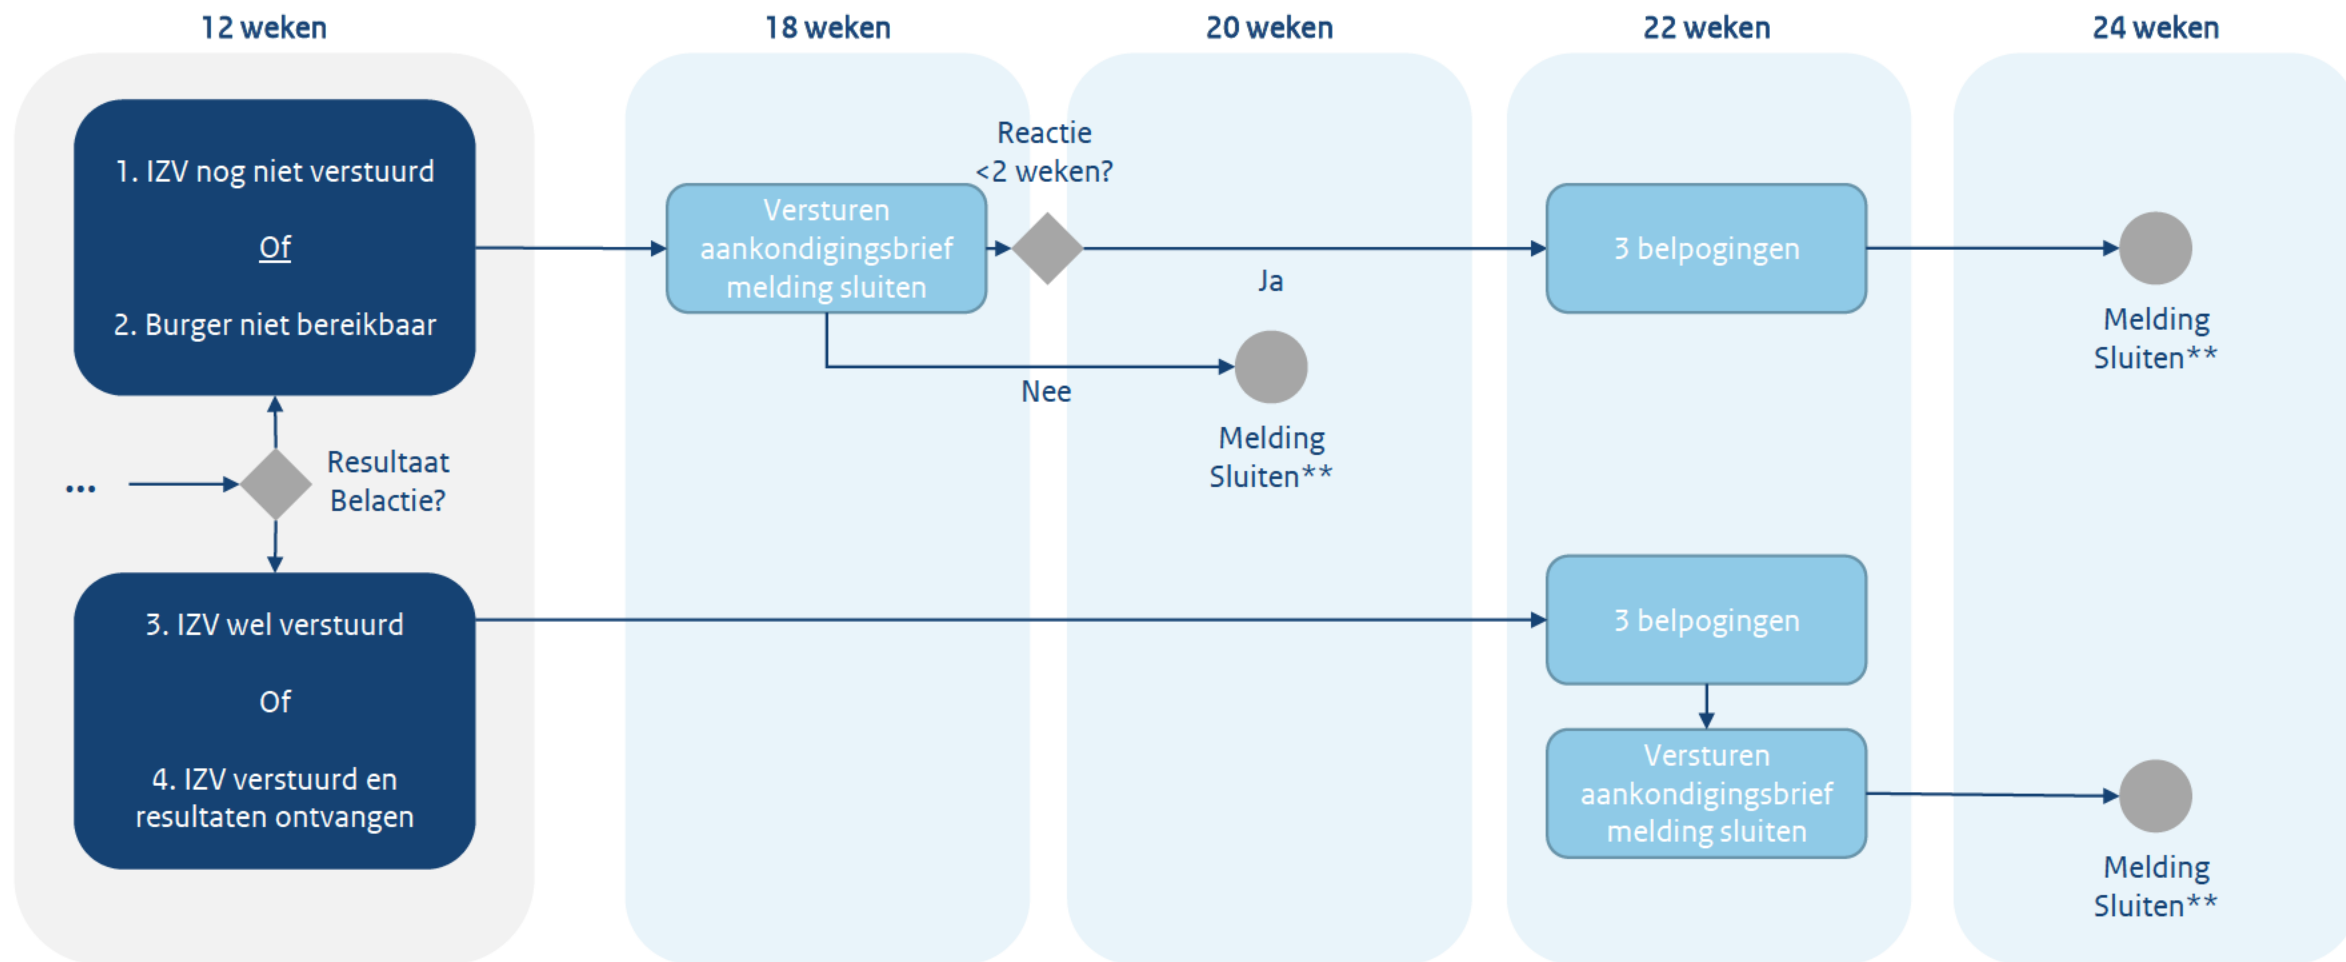 12 weken
18 weken
20 weken
22 weken
24 weken
1. IZV nog niet verstuurd
Of
2. Burger niet bereikbaar
...
Resultaat
Belactie?
3. IZV wel verstuurd
Of
4. IZV verstuurd en
resultaten ontvangen
Versturen
aankondigingsbrief
melding sluiten
Reactie
<2 weken?
Ja
Nee
Melding
Sluiten**
3 belpogingen
Melding
Sluiten**
3 belpogingen
Versturen
aankondigingsbrief
melding sluiten
Melding
Sluiten**